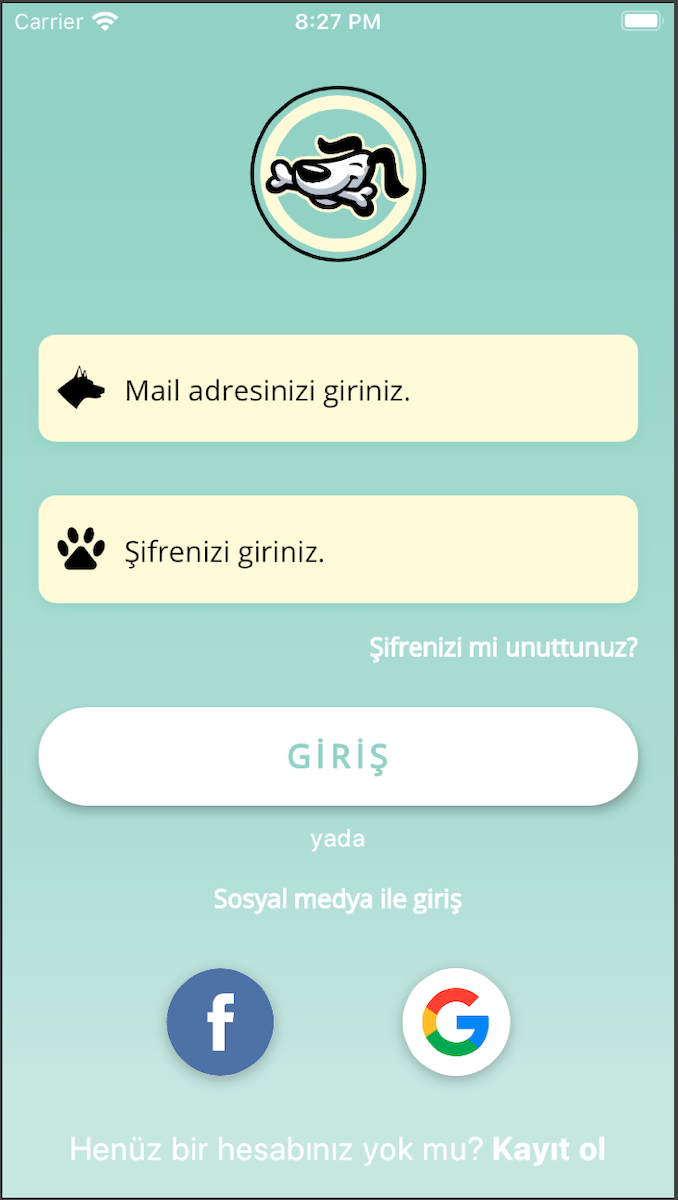 Carrier 8:27 PM
Mail adresinizi giriniz.
Şifrenizi giriniz.
Şifrenizi mi unuttunuz?
GİRİŞ
yada
Sosyal medya ile giriş
f G
Henüz bir hesabınız yok mu? Kayıt ol